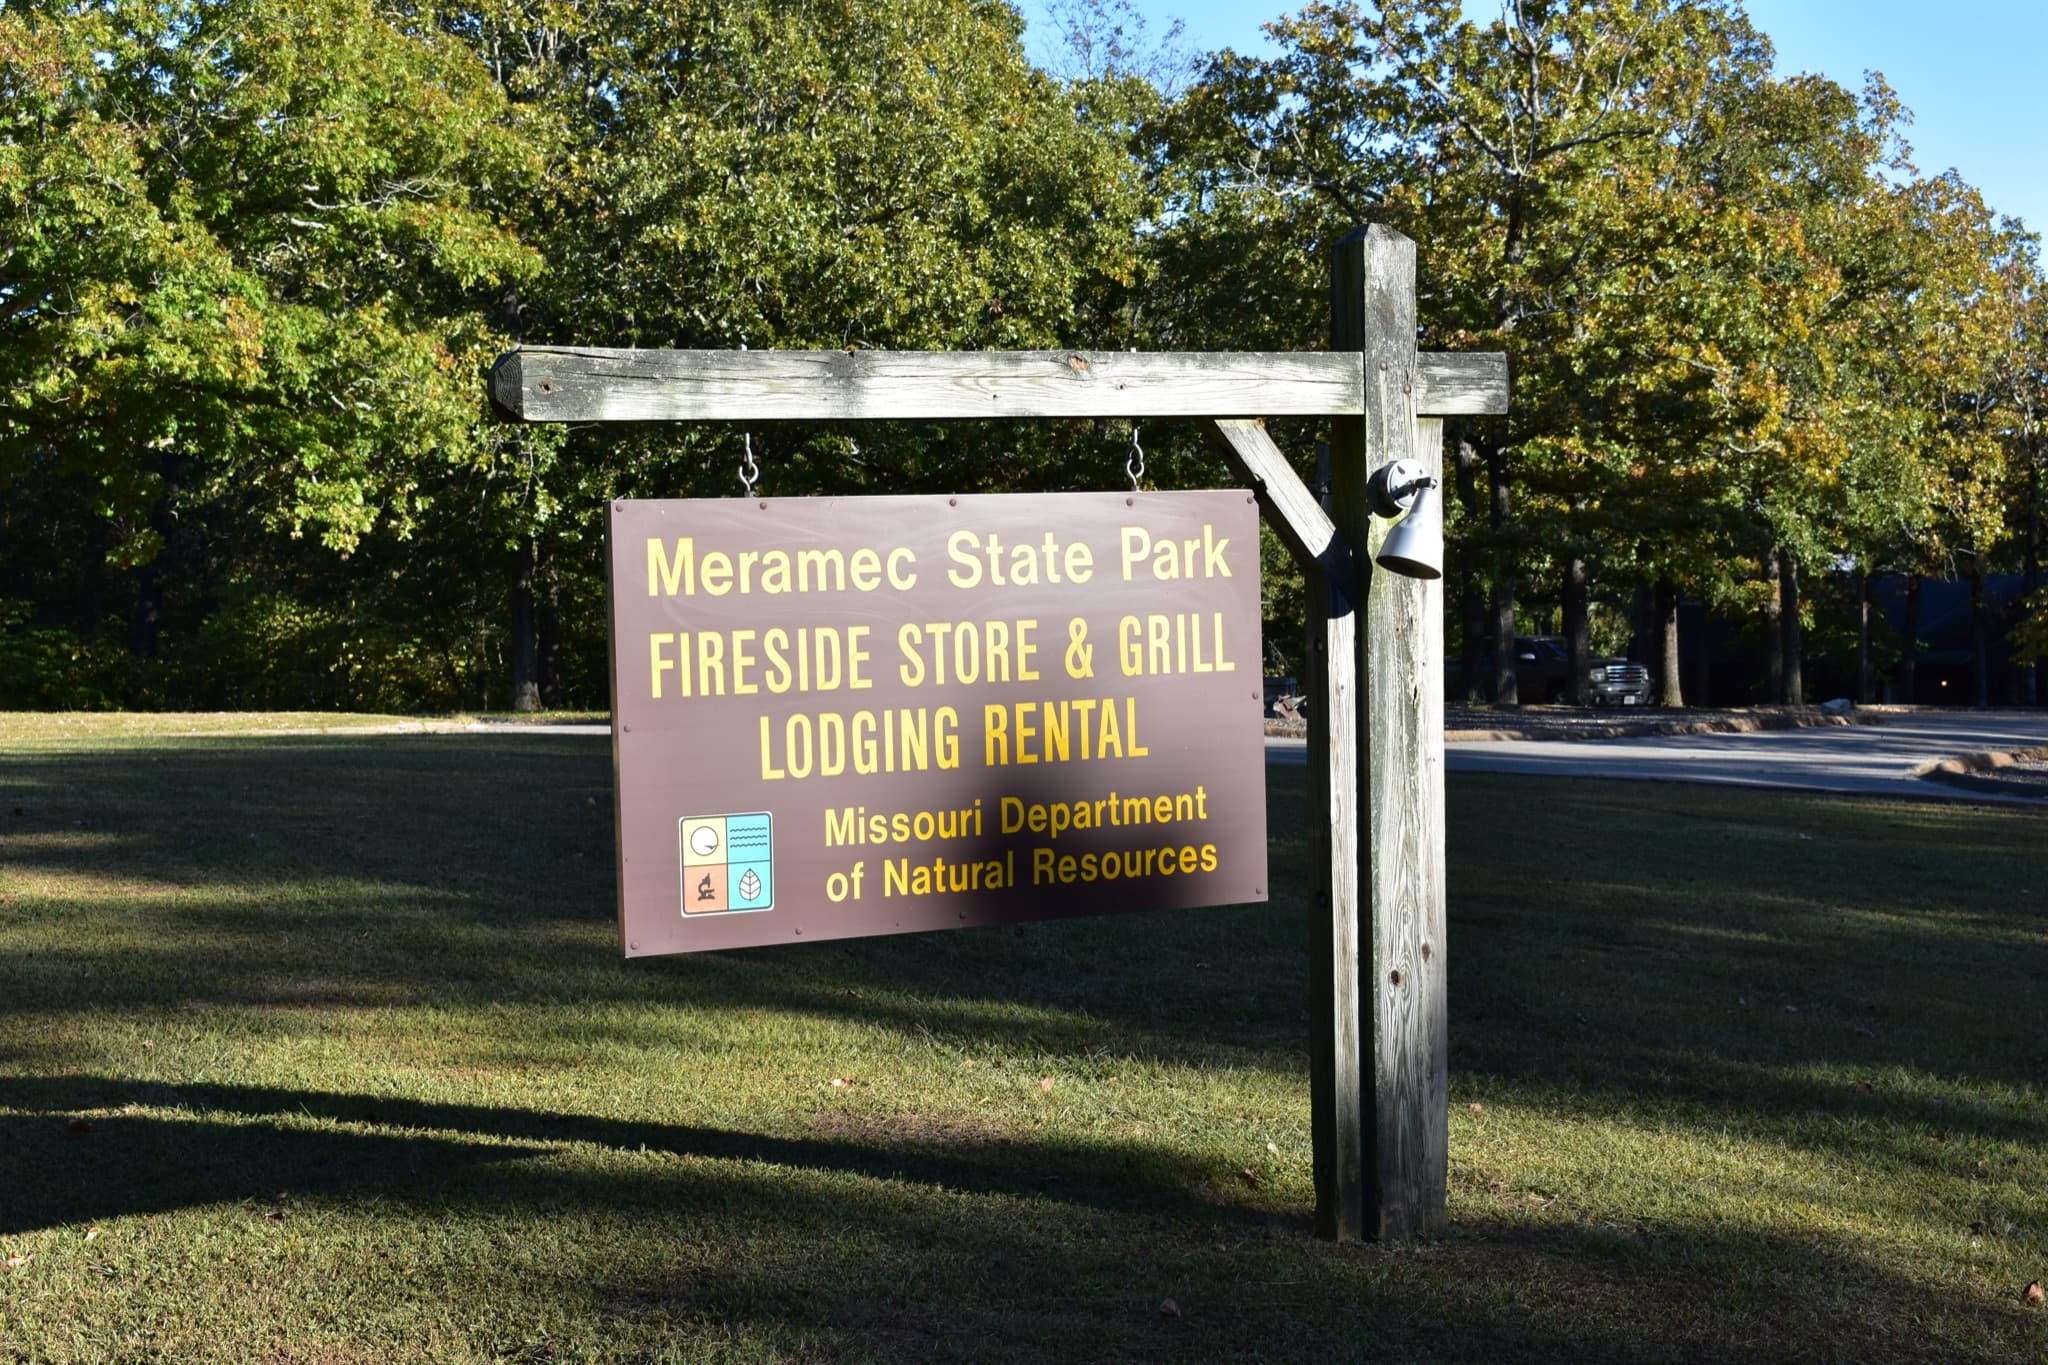 Meramec State Park
FIRESIDE STORE & GRILL
LODGING RENTAL
Missouri Department
of Natural Resources